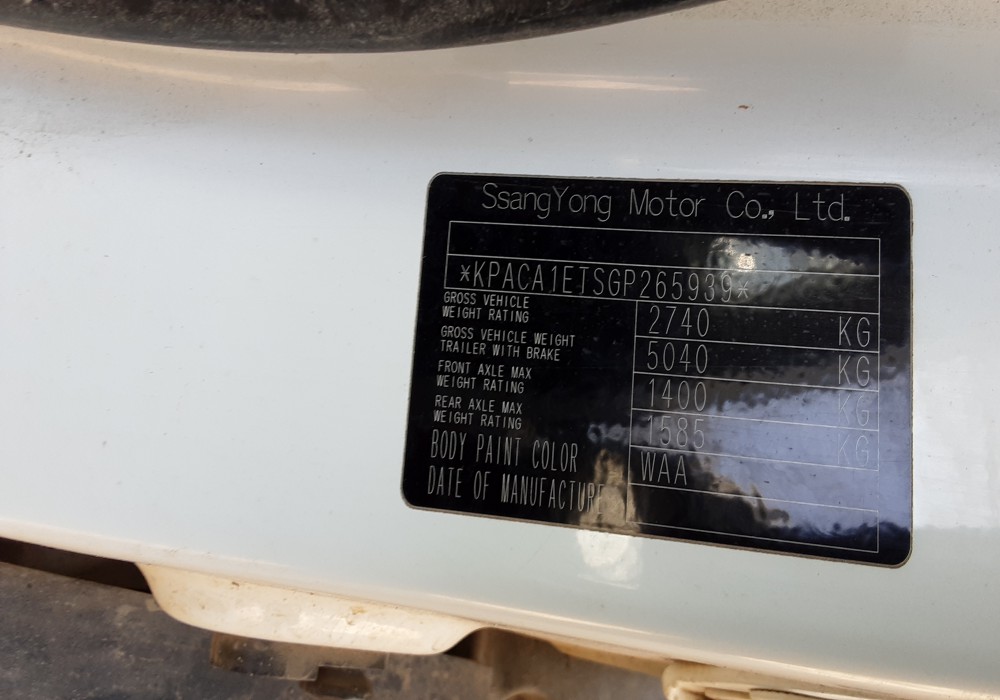 SsangYong Motor Co., Ltd.
*KPACA1ETSGP265939*
GROSS VEHICLE
WEIGHT RATING 2740 KG
GROSS VEHICLE WEIGHT
TRAILER WITH BRAKE 5040 KG
FRONT AXLE MAX
WEIGHT RATING 1400 KG
REAR AXLE MAX
WEIGHT RATING 1585 KG
BODY PAINT COLOR WAA
DATE OF MANUFACTURE